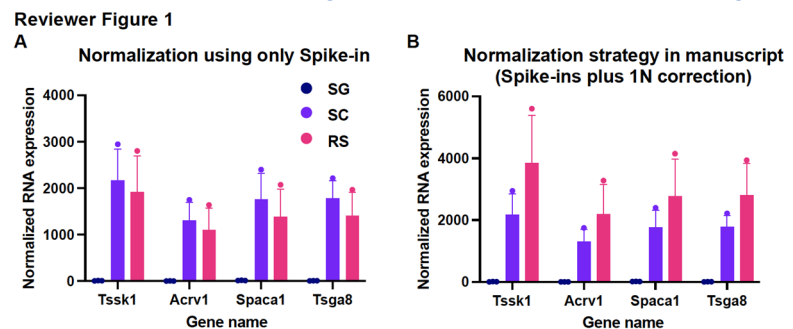 Reviewer Figure 1
A
Normalization using only Spike-in
Normalized RNA expression
4000
3000
2000
1000
0
SG
SC
RS
Tssk1 Acrv1 Spaca1 Tsga8
Gene name
B
Normalization strategy in manuscript
(Spike-ins plus 1N correction)
Normalized RNA expression
6000
4000
2000
0
Tssk1 Acrv1 Spaca1 Tsga8
Gene name